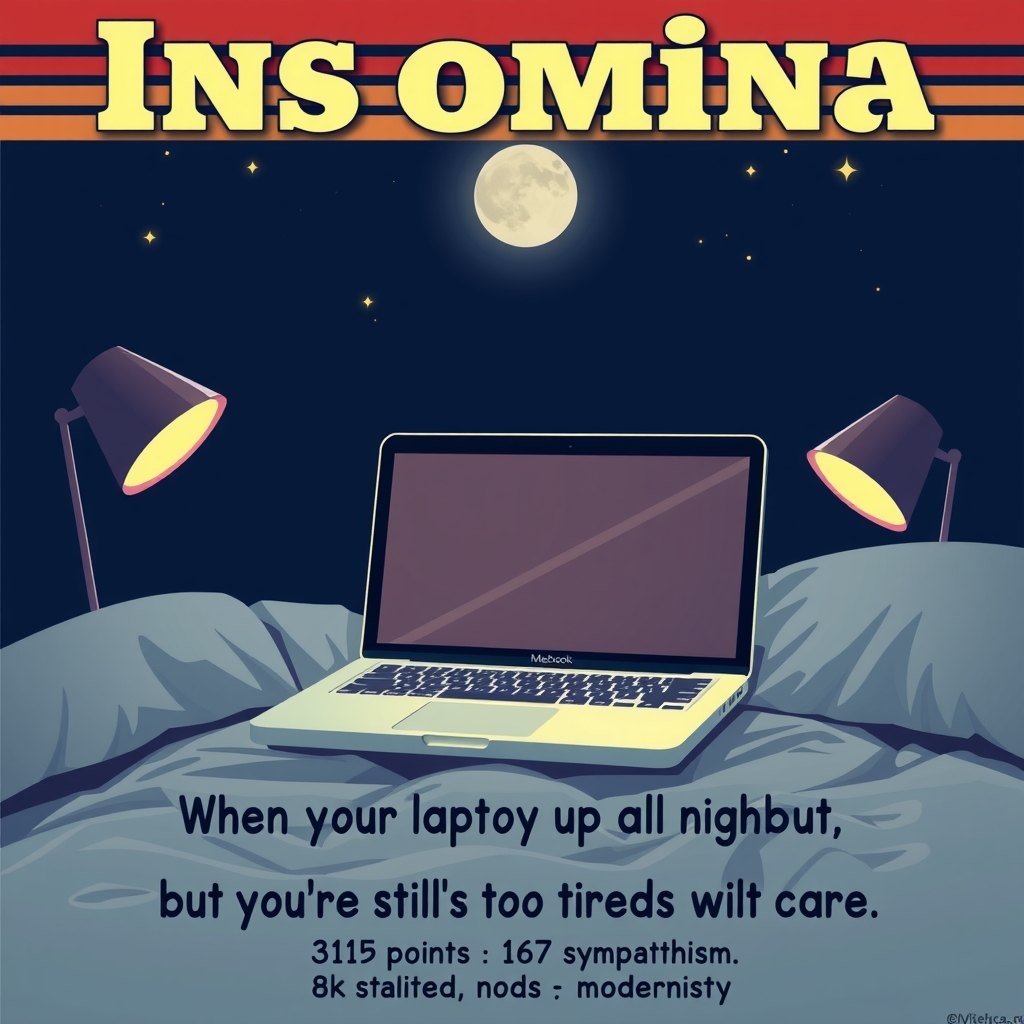 INS OMINA
MeBook
When your laptoy up all nighbut,
but you're still's too tireds wilt care.
3115 points : 167 sympatthism.
8k stalited, nods - modernisty